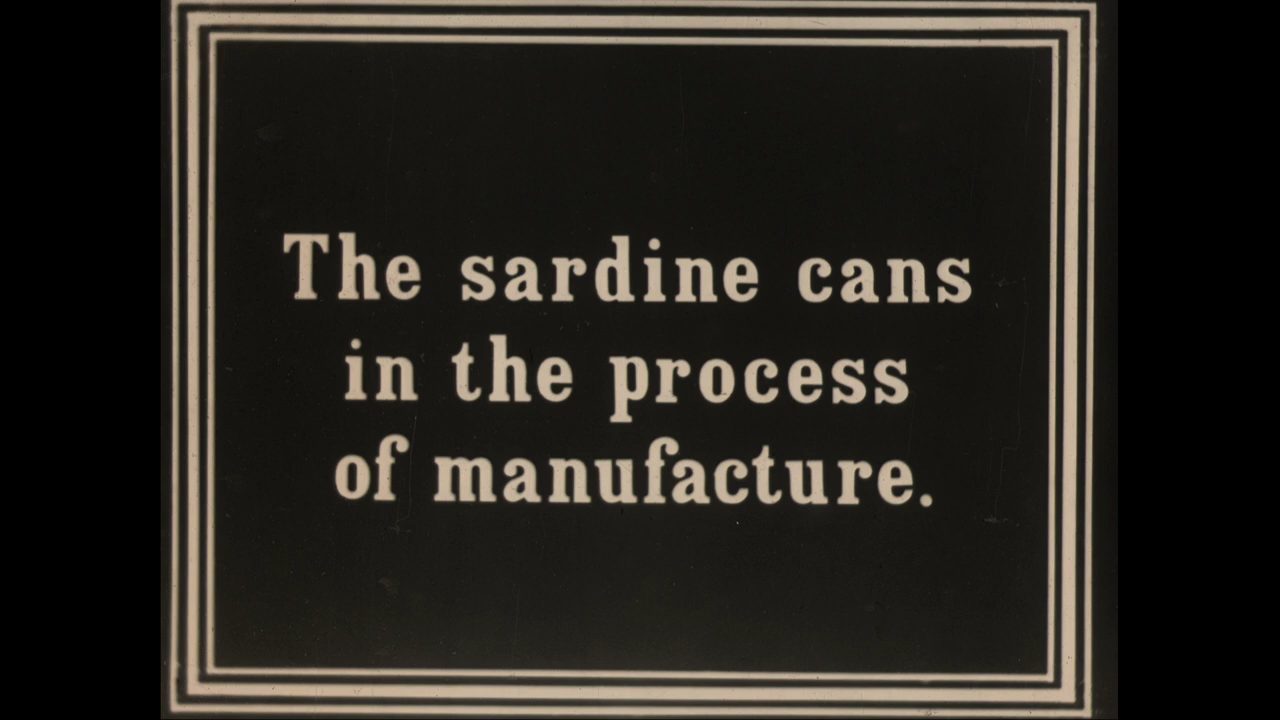 The sardine cans
in the process
of manufacture.